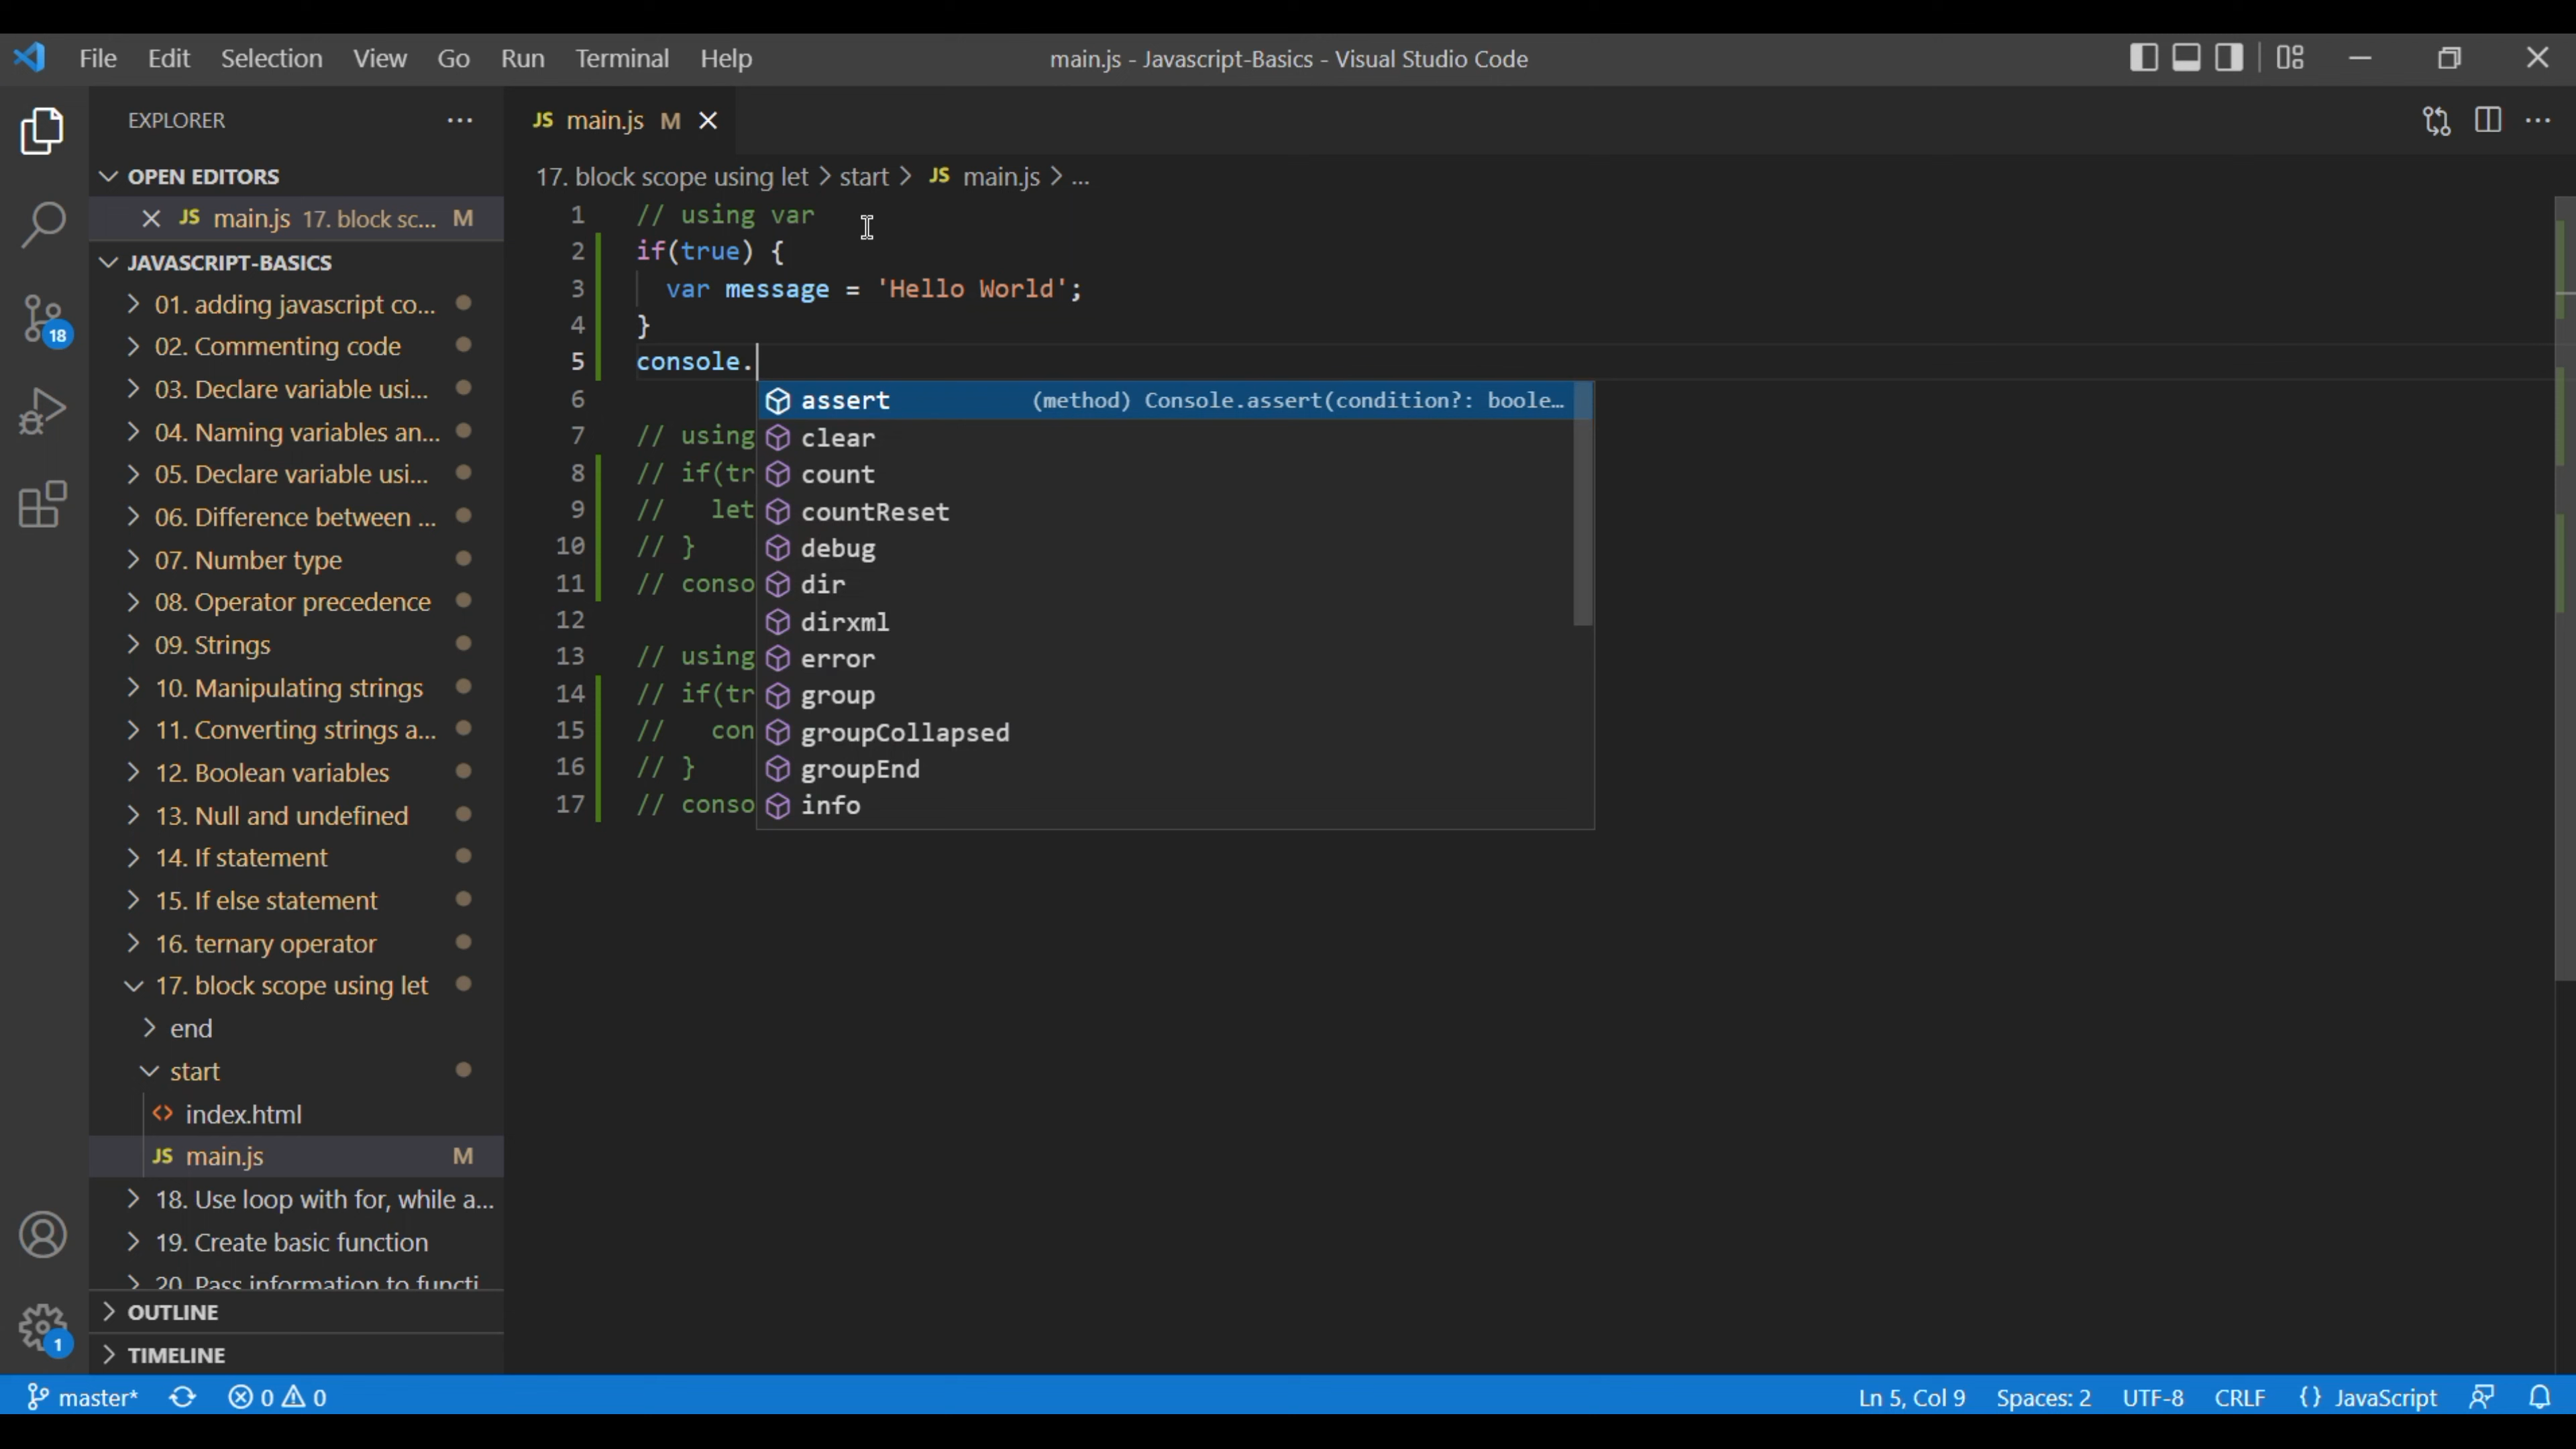 File Edit Selection View Go Run Terminal Help main.js - Javascript-Basics - Visual Studio Code
EXPLORER
OPEN EDITORS
JS main.js 17. block sc... M
JAVASCRIPT-BASICS
01. adding javascript co...
02. Commenting code
03. Declare variable usi...
04. Naming variables an...
05. Declare variable usi...
06. Difference between ...
07. Number type
08. Operator precedence
09. Strings
10. Manipulating strings
11. Converting strings a...
12. Boolean variables
13. Null and undefined
14. If statement
15. If else statement
16. ternary operator
17. block scope using let
end
start
<> index.html
JS main.js M
18. Use loop with for, while a...
19. Create basic function
20. Pass information to functi
OUTLINE
TIMELINE
18
1
JS main.js M
17. block scope using let > start > JS main.js > ...
1 // using var
2 if(true) {
3 var message = 'Hello World';
4 }
5 console.
6
7 // using
8 // if(tr
9 // let
10 // }
11 // conso
12
13 // using
14 // if(tr
15 // con
16 // }
17 // conso
assert (method) Console.assert(condition?: boole...
clear
count
countReset
debug
dir
dirxml
error
group
groupCollapsed
groupEnd
info
master* 0 0 Ln 5, Col 9 Spaces: 2 UTF-8 CRLF {} JavaScript